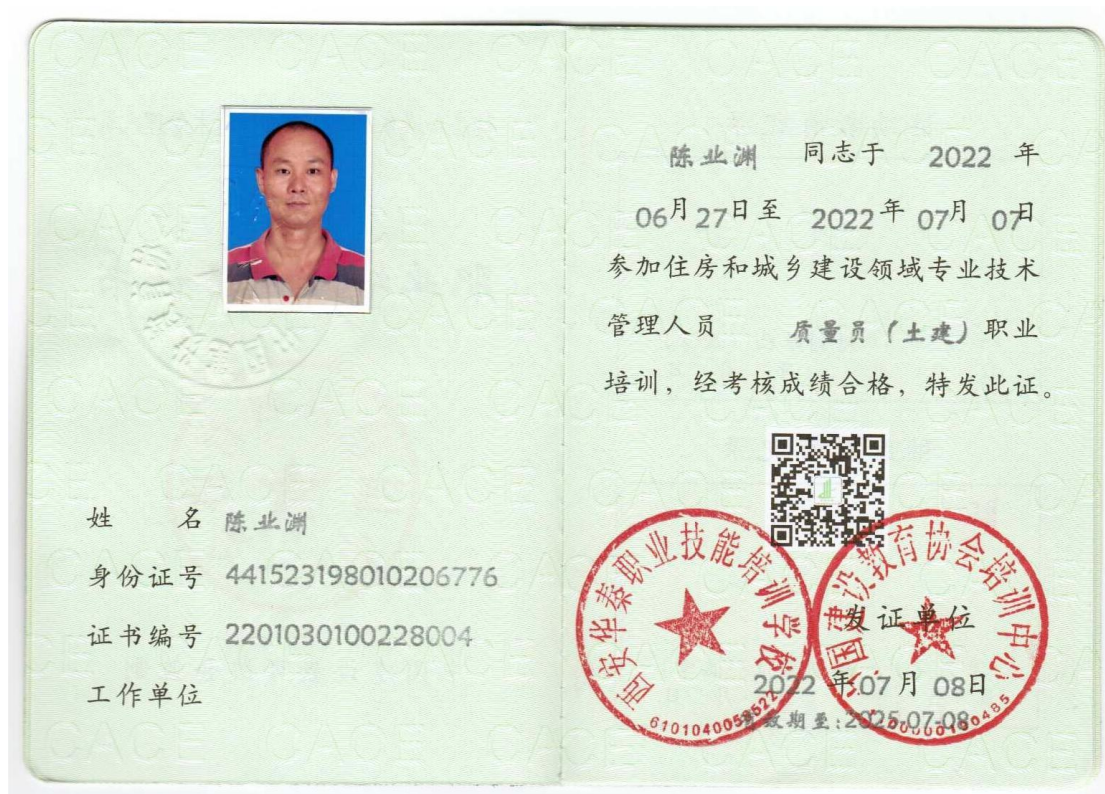 姓 名 陈业渊
身份证号 441523198010206776
证书编号 2201030100228004
工作单位
陈业渊 同志于 2022 年
06月 27日至 2022年 07月 07日
参加住房和城乡建设领域专业技术
管理人员 质量员（土建）职业
培训，经考核成绩合格，特发此证。
西安华秦职业技能培训学校
中国建设教育协会培训中心
发证单位
2022 年 07 月 08日
有效期至:2025-07-08